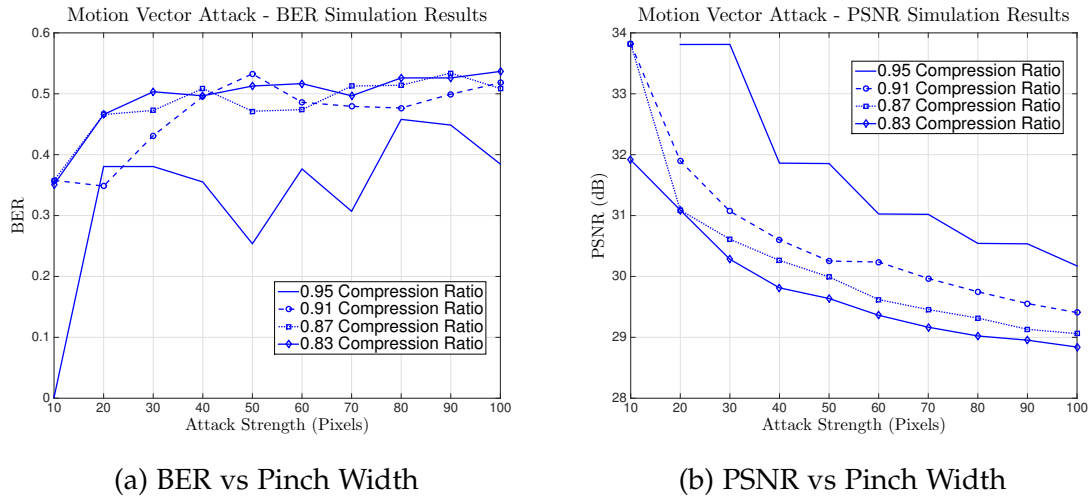 Motion Vector Attack - BER Simulation Results
0.6
0.5
0.4
0.3
0.2
0.1
0
BER
0.95 Compression Ratio
0.91 Compression Ratio
0.87 Compression Ratio
0.83 Compression Ratio
10 20 30 40 50 60 70 80 90 100
Attack Strength (Pixels)
(a) BER vs Pinch Width
Motion Vector Attack - PSNR Simulation Results
34
33
32
31
30
29
28
PSNR (dB)
0.95 Compression Ratio
0.91 Compression Ratio
0.87 Compression Ratio
0.83 Compression Ratio
10 20 30 40 50 60 70 80 90 100
Attack Strength (Pixels)
(b) PSNR vs Pinch Width